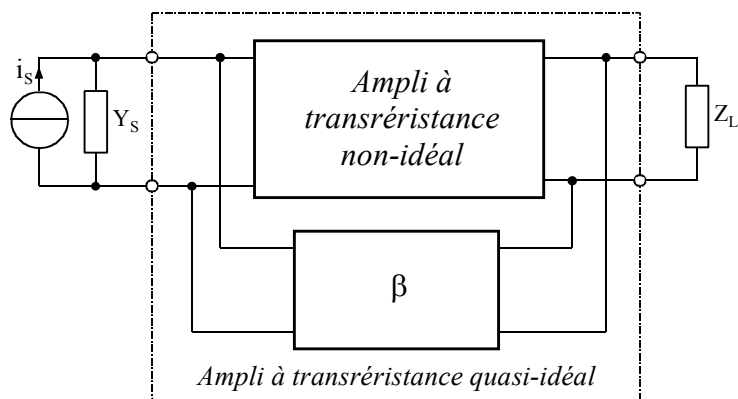 Ampli à
transréristance
non-idéal
i_S
Y_S
Z_L
β
Ampli à transréristance quasi-idéal